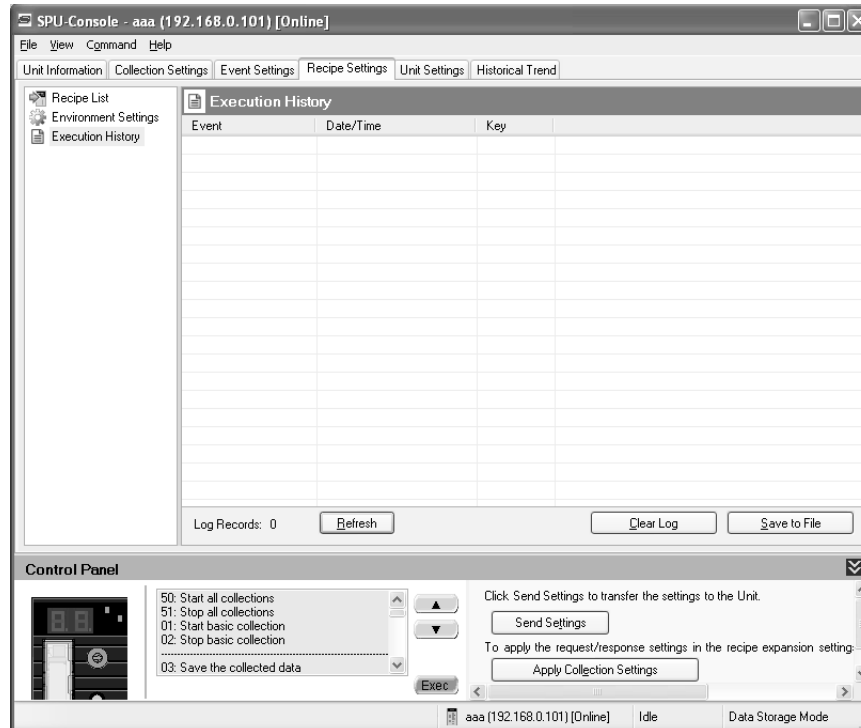 SPU-Console - aaa (192.168.0.101) [Online]
File View Command Help
Unit Information Collection Settings Event Settings Recipe Settings Unit Settings Historical Trend
Recipe List
Environment Settings
Execution History
Execution History
Event Date/Time Key
Log Records: 0 Refresh Clear Log Save to File
Control Panel
50: Start all collections
51: Stop all collections
01: Start basic collection
02: Stop basic collection
03: Save the collected data
Exec
Click Send Settings to transfer the settings to the Unit.
Send Settings
To apply the request/response settings in the recipe expansion setting
Apply Collection Settings
aaa (192.168.0.101) [Online] Idle Data Storage Mode